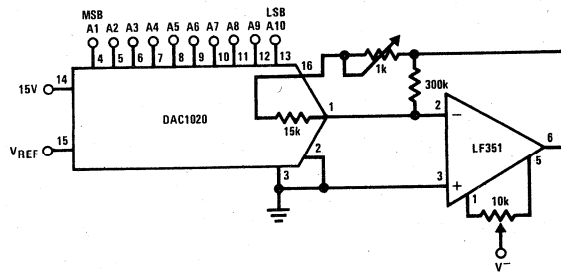 MSB LSB
A1 A2 A3 A4 A5 A6 A7 A8 A9 A10
4 5 6 7 8 9 10 11 12 13
16
1k
15V 14
300k
DAC1020
15k
1
2
6
LF351
VREF 15
2
5
3
3
1
10k
V−